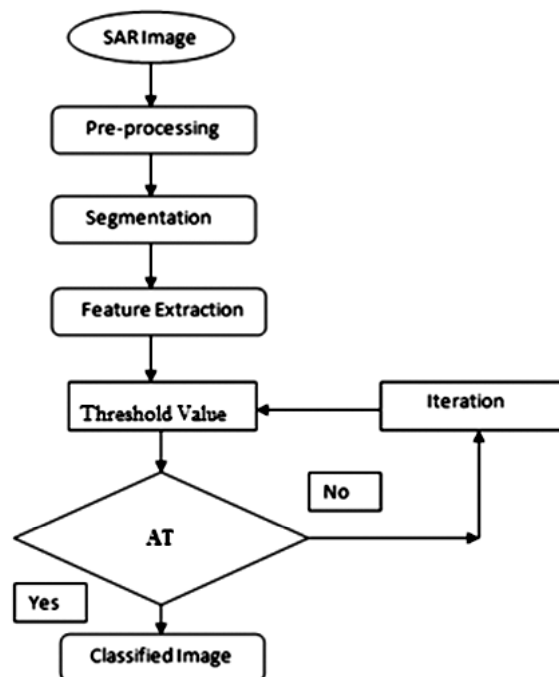 SAR Image
Pre-processing
Segmentation
Feature Extraction
Threshold Value
Iteration
No
AT
Yes
Classified Image